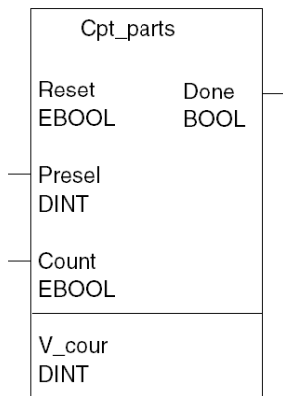 Cpt_parts
Reset Done
EBOOL BOOL
Presel
DINT
Count
EBOOL
V_cour
DINT